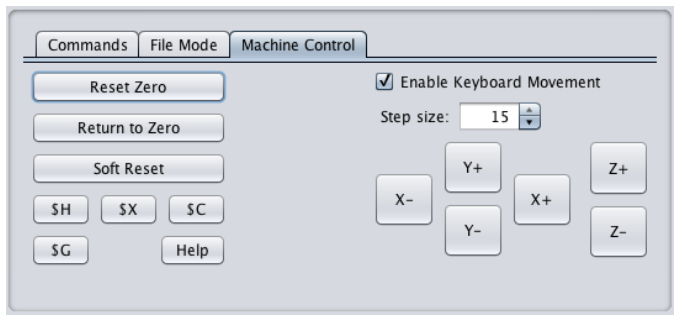 Commands File Mode Machine Control
Reset Zero
Return to Zero
Soft Reset
$H $X $C
$G Help
Enable Keyboard Movement
Step size: 15
Y+ Z+
X- X+
Y- Z-